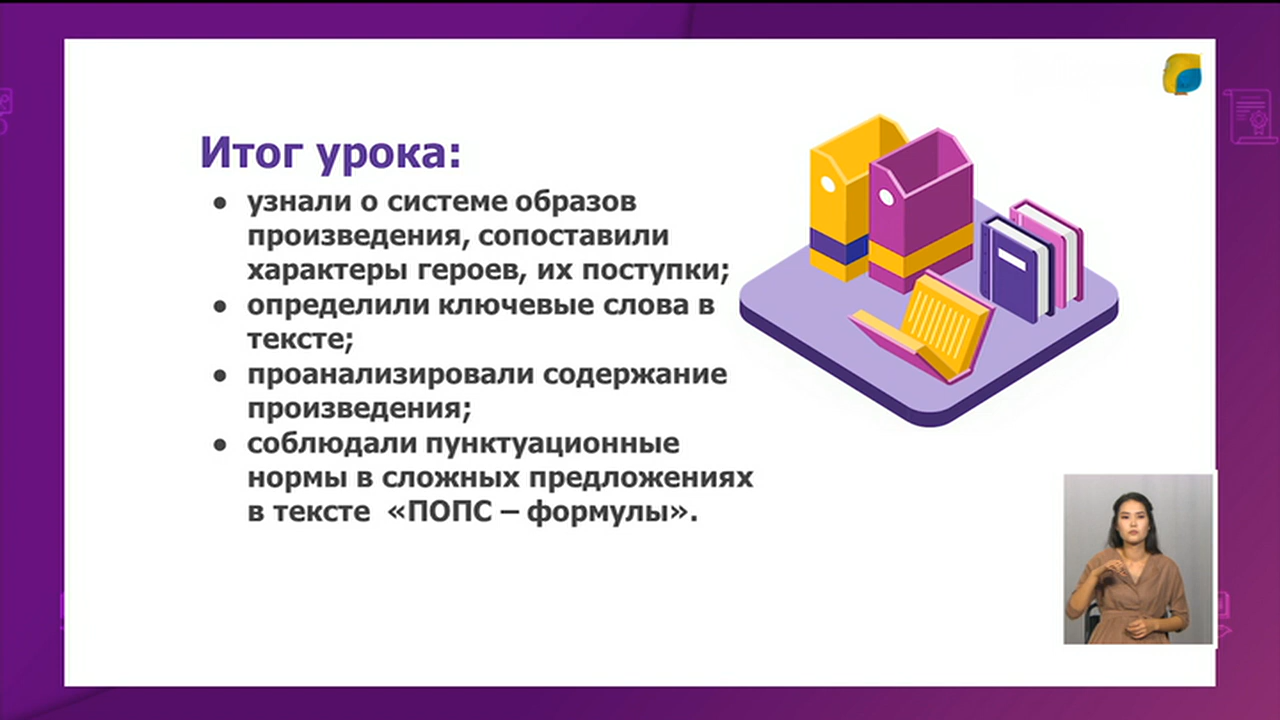 Итог урока:
● узнали о системе образов
произведения, сопоставили
характеры героев, их поступки;
● определили ключевые слова в
тексте;
● проанализировали содержание
произведения;
● соблюдали пунктуационные
нормы в сложных предложениях
в тексте «ПОПС – формулы».